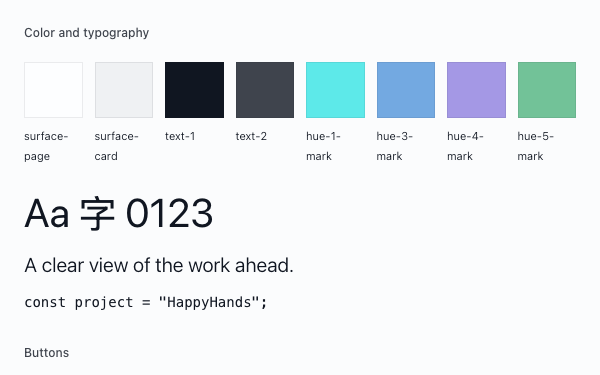 Color and typography
surface-page
surface-card
text-1
text-2
hue-1-mark
hue-3-mark
hue-4-mark
hue-5-mark
Aa 字 0123
A clear view of the work ahead.
const project = "HappyHands";
Buttons